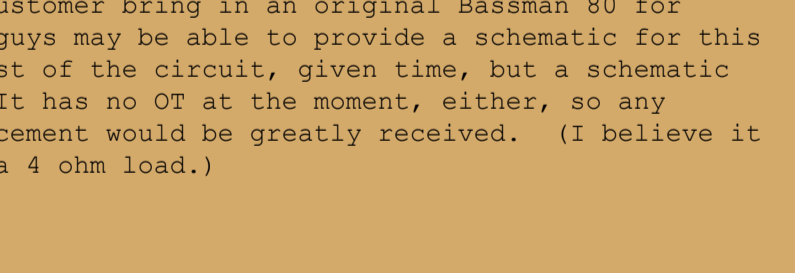 ustomer bring in an original Bassman 80 for
guys may be able to provide a schematic for this
st of the circuit, given time, but a schematic
It has no OT at the moment, either, so any
cement would be greatly received.  (I believe it
a 4 ohm load.)